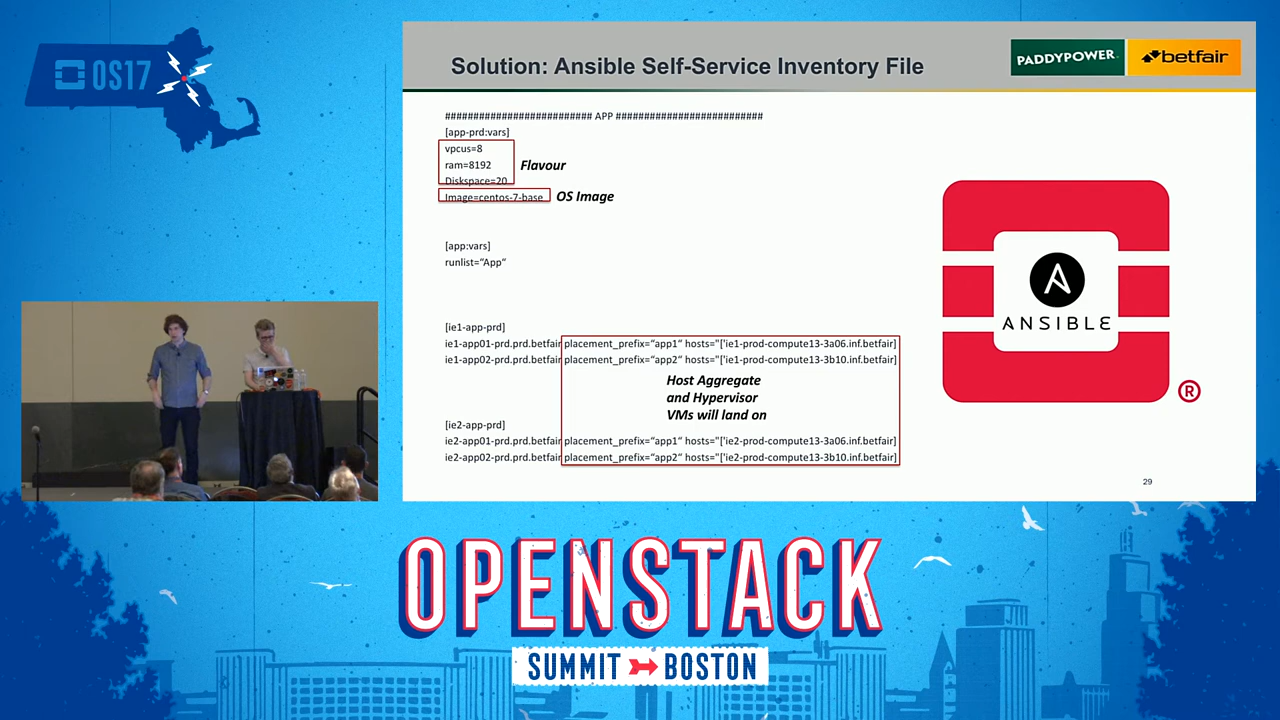 OS17
Solution: Ansible Self-Service Inventory File
PADDYPOWER.
betfair
########################## APP ##########################
[app-prd:vars]
vpcus=8
ram=8192
Diskspace=20
Flavour
Image=centos-7-base
OS Image
[app:vars]
runlist="App"
[ie1-app-prd]
ie1-app01-prd.prd.betfair placement_prefix="app1" hosts="['ie1-prod-compute13-3a06.inf.betfair]
ie1-app02-prd.prd.betfair placement_prefix="app2" hosts="['ie1-prod-compute13-3b10.inf.betfair]
Host Aggregate
and Hypervisor
VMs will land on
[ie2-app-prd]
ie2-app01-prd.prd.betfair placement_prefix="app1" hosts="['ie2-prod-compute13-3a06.inf.betfair]
ie2-app02-prd.prd.betfair placement_prefix="app2" hosts="['ie2-prod-compute13-3b10.inf.betfair]
ANSIBLE
®
29
OPENSTACK
SUMMIT BOSTON